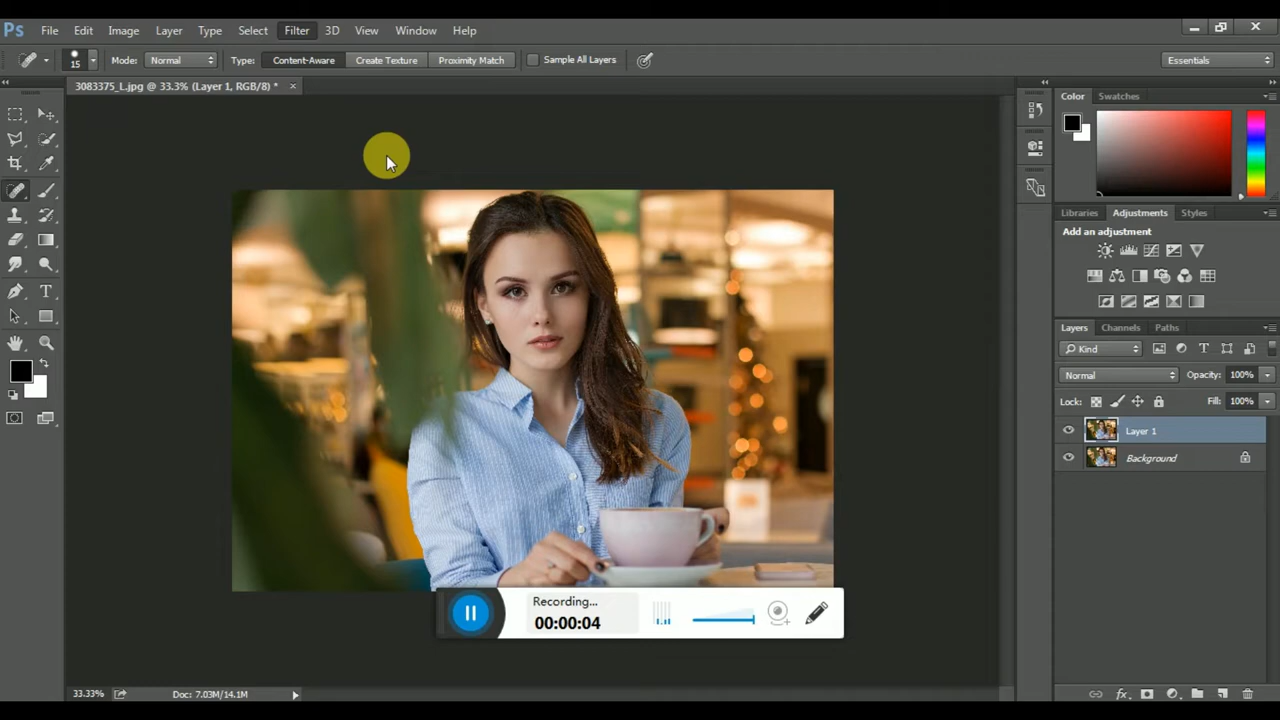 Ps File Edit Image Layer Type Select Filter 3D View Window Help
15 Mode: Normal Type: Content-Aware Create Texture Proximity Match Sample All Layers Essentials
3083375_L.jpg @ 33.3% (Layer 1, RGB/8) *
Color Swatches
Libraries Adjustments Styles
Add an adjustment
Layers Channels Paths
Kind
Normal Opacity: 100%
Lock: Fill: 100%
Layer 1
Background
Recording...
00:00:04
33.33% Doc: 7.03M/14.1M